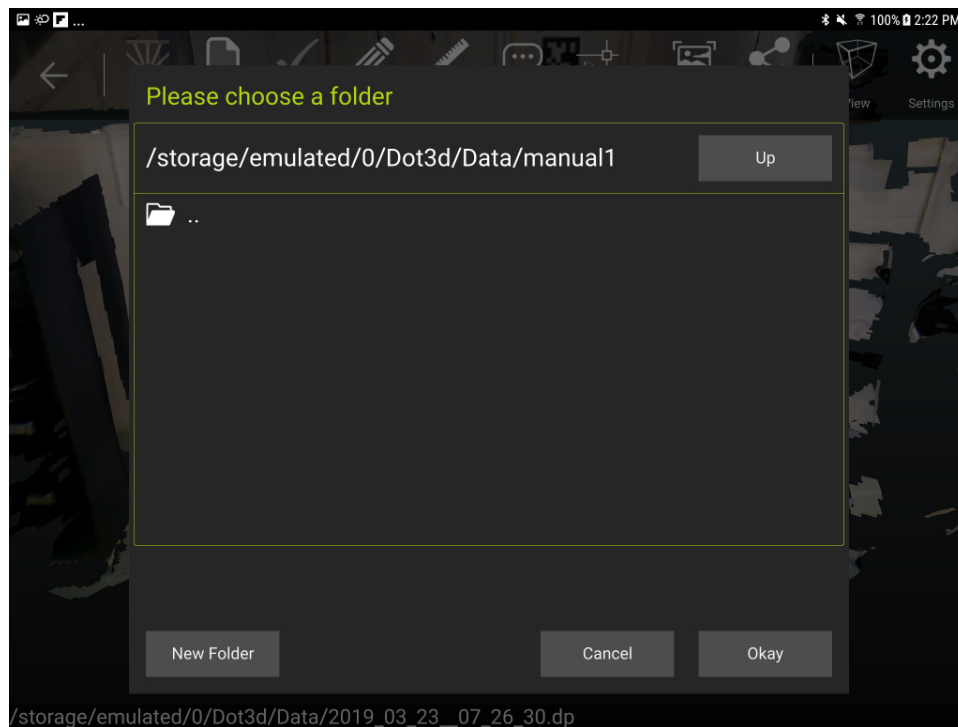 ... 100% 2:22 PM
View Settings
Please choose a folder
/storage/emulated/0/Dot3d/Data/manual1 Up
..
New Folder Cancel Okay
/storage/emulated/0/Dot3d/Data/2019_03_23__07_26_30.dp